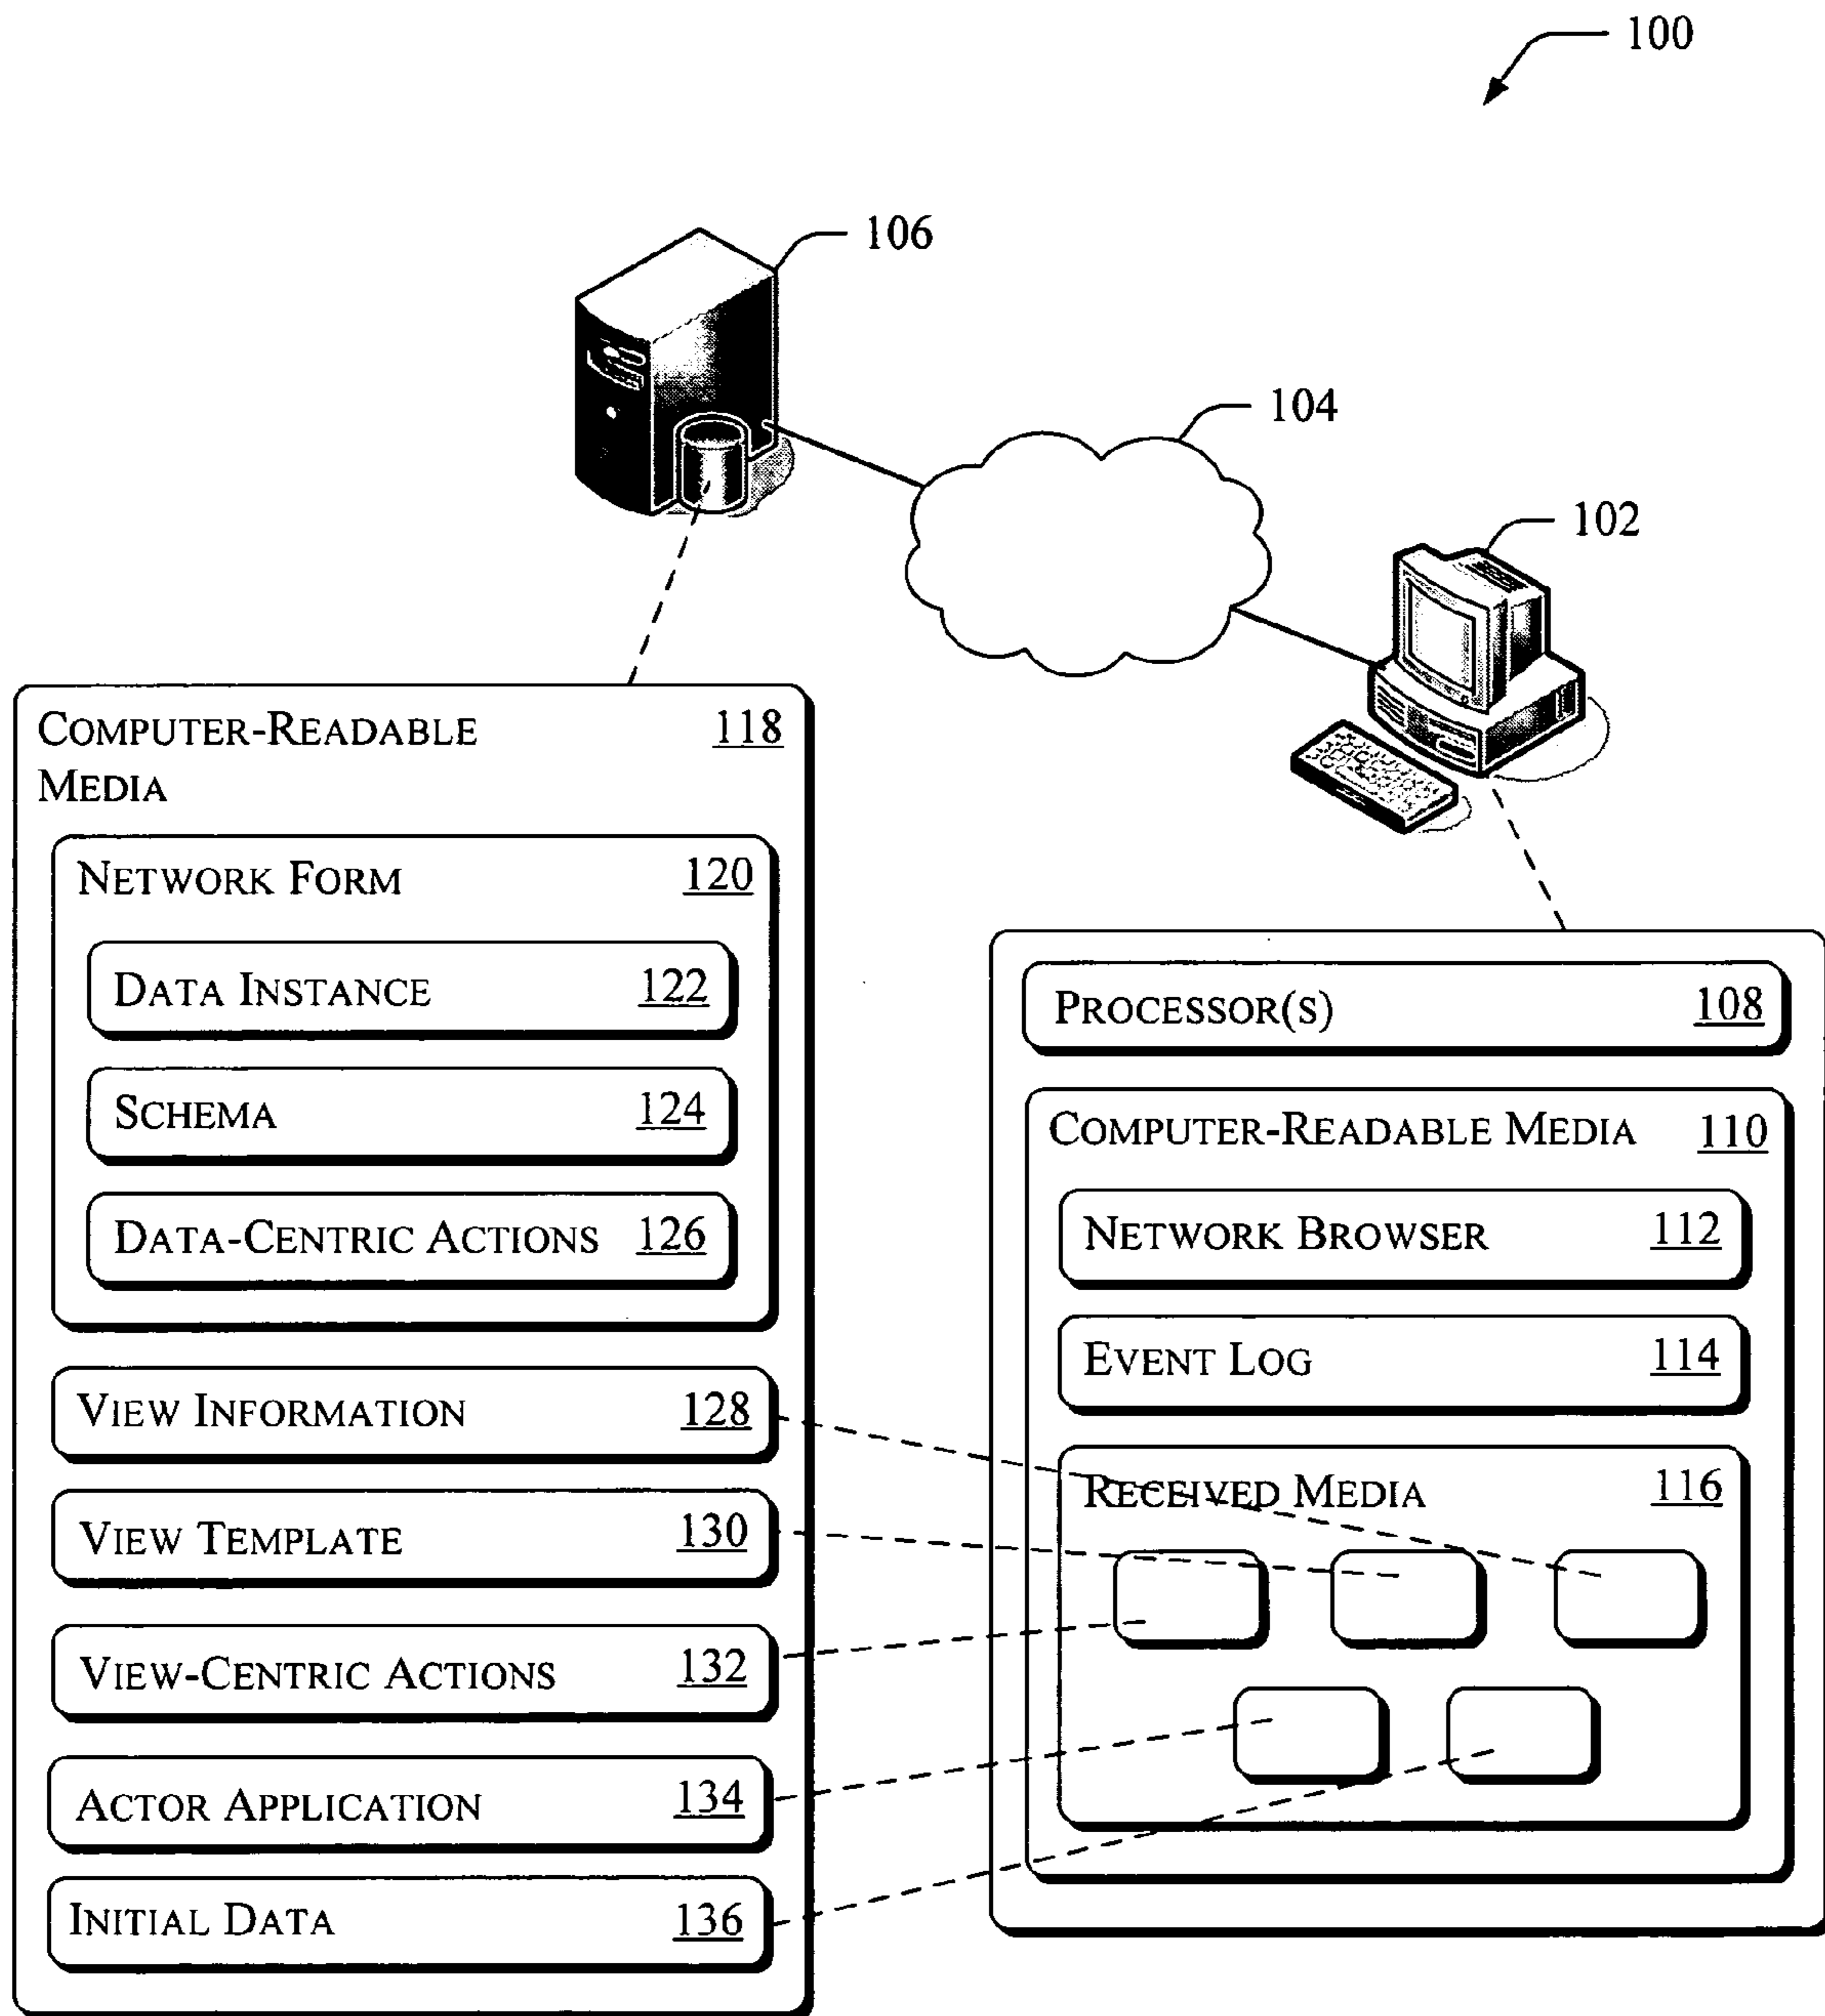 100
106
104
102
COMPUTER-READABLE 118
MEDIA
NETWORK FORM 120
DATA INSTANCE 122
SCHEMA 124
DATA-CENTRIC ACTIONS 126
VIEW INFORMATION 128
VIEW TEMPLATE 130
VIEW-CENTRIC ACTIONS 132
ACTOR APPLICATION 134
INITIAL DATA 136
PROCESSOR(S) 108
COMPUTER-READABLE MEDIA 110
NETWORK BROWSER 112
EVENT LOG 114
RECEIVED MEDIA 116